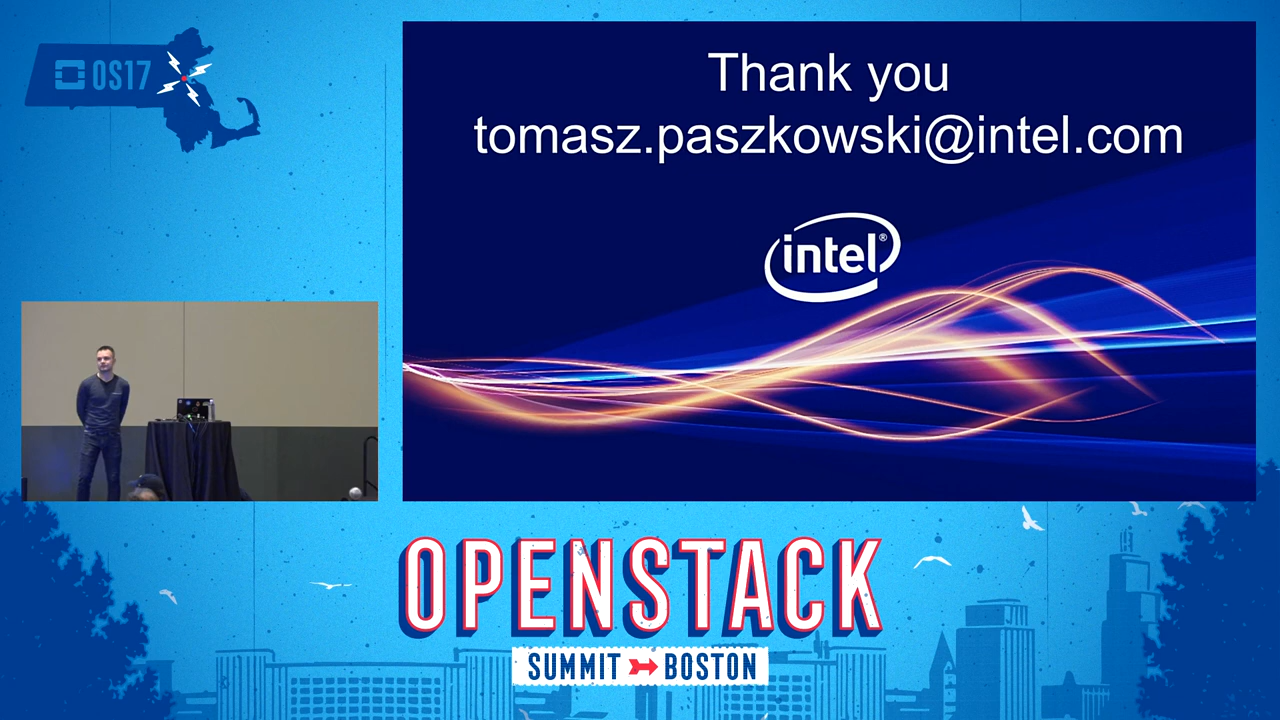 OS17
Thank you
tomasz.paszkowski@intel.com
intel®
OPENSTACK
SUMMIT BOSTON